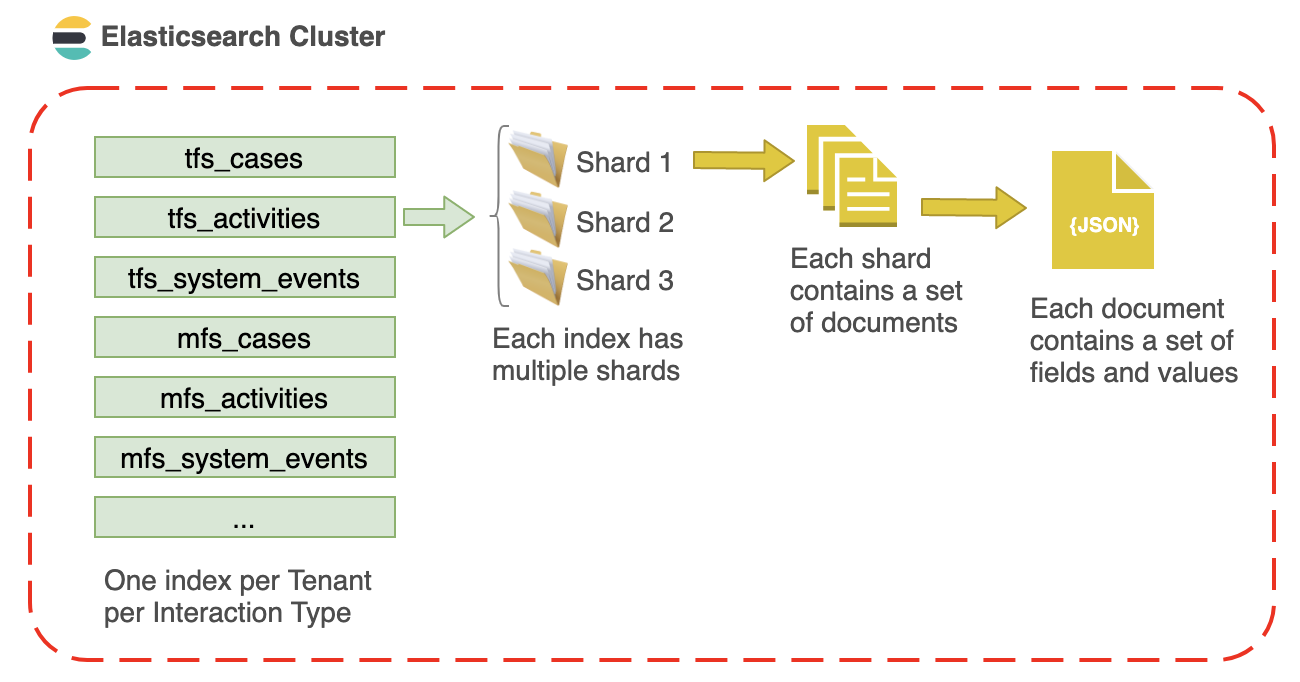 Elasticsearch Cluster
tfs_cases
tfs_activities
tfs_system_events
mfs_cases
mfs_activities
mfs_system_events
...
One index per Tenant
per Interaction Type
Shard 1
Shard 2
Shard 3
Each index has
multiple shards
Each shard
contains a set
of documents
{JSON}
Each document
contains a set of
fields and values